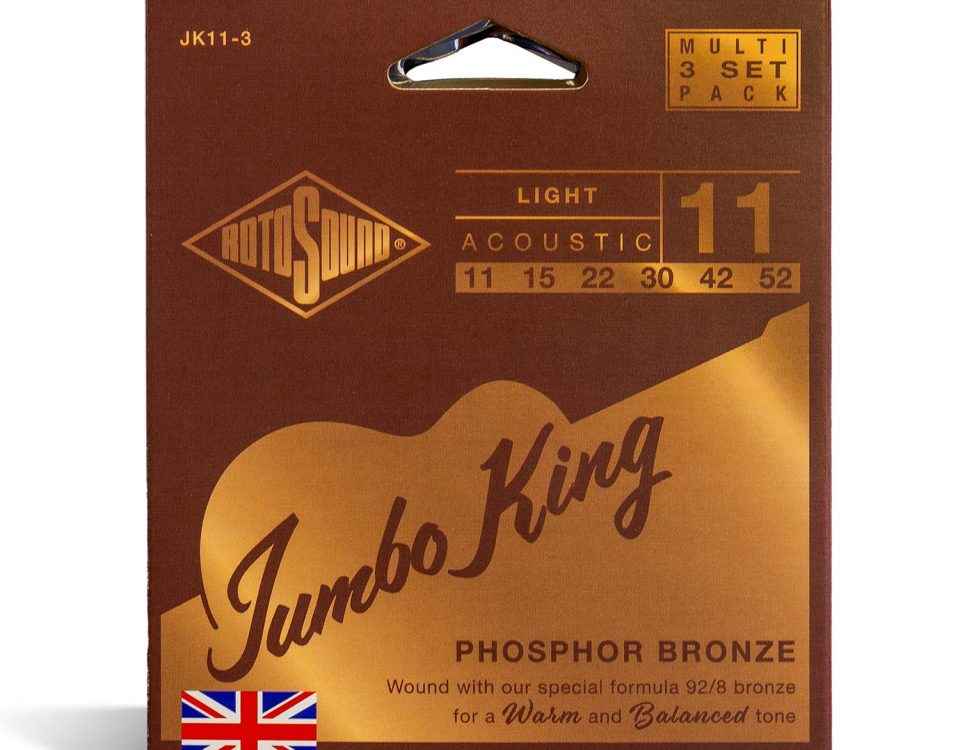 JK11-3
MULTI
3 SET
PACK
ROTOSOUND®
LIGHT
ACOUSTIC
11
11 15 22 30 42 52
Jumbo King
PHOSPHOR BRONZE
Wound with our special formula 92/8 bronze
for a Warm and Balanced tone